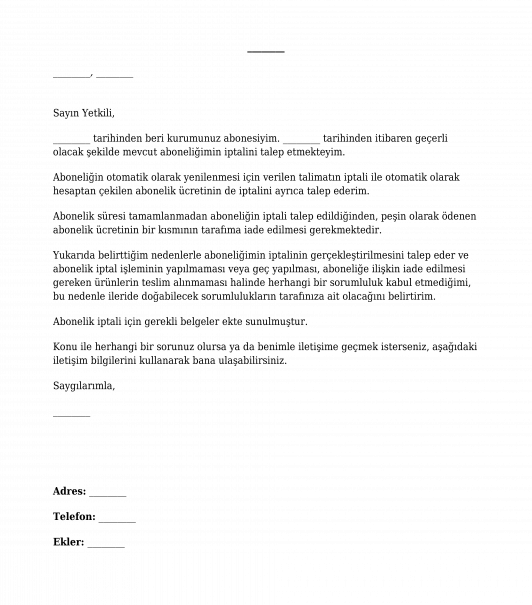 ________
________, ________
Sayın Yetkili,
________ tarihinden beri kurumunuz abonesiyim. ________ tarihinden itibaren geçerli
olacak şekilde mevcut aboneliğimin iptalini talep etmekteyim.
Aboneliğin otomatik olarak yenilenmesi için verilen talimatın iptali ile otomatik olarak
hesaptan çekilen abonelik ücretinin de iptalini ayrıca talep ederim.
Abonelik süresi tamamlanmadan aboneliğin iptali talep edildiğinden, peşin olarak ödenen
abonelik ücretinin bir kısmının tarafıma iade edilmesi gerekmektedir.
Yukarıda belirttiğim nedenlerle aboneliğimin iptalinin gerçekleştirilmesini talep eder ve
abonelik iptal işleminin yapılmaması veya geç yapılması, aboneliğe ilişkin iade edilmesi
gereken ürünlerin teslim alınmaması halinde herhangi bir sorumluluk kabul etmediğimi,
bu nedenle ileride doğabilecek sorumlulukların tarafınıza ait olacağını belirtirim.
Abonelik iptali için gerekli belgeler ekte sunulmuştur.
Konu ile herhangi bir sorunuz olursa ya da benimle iletişime geçmek isterseniz, aşağıdaki
iletişim bilgilerini kullanarak bana ulaşabilirsiniz.
Saygılarımla,
________
Adres: ________
Telefon: ________
Ekler: ________